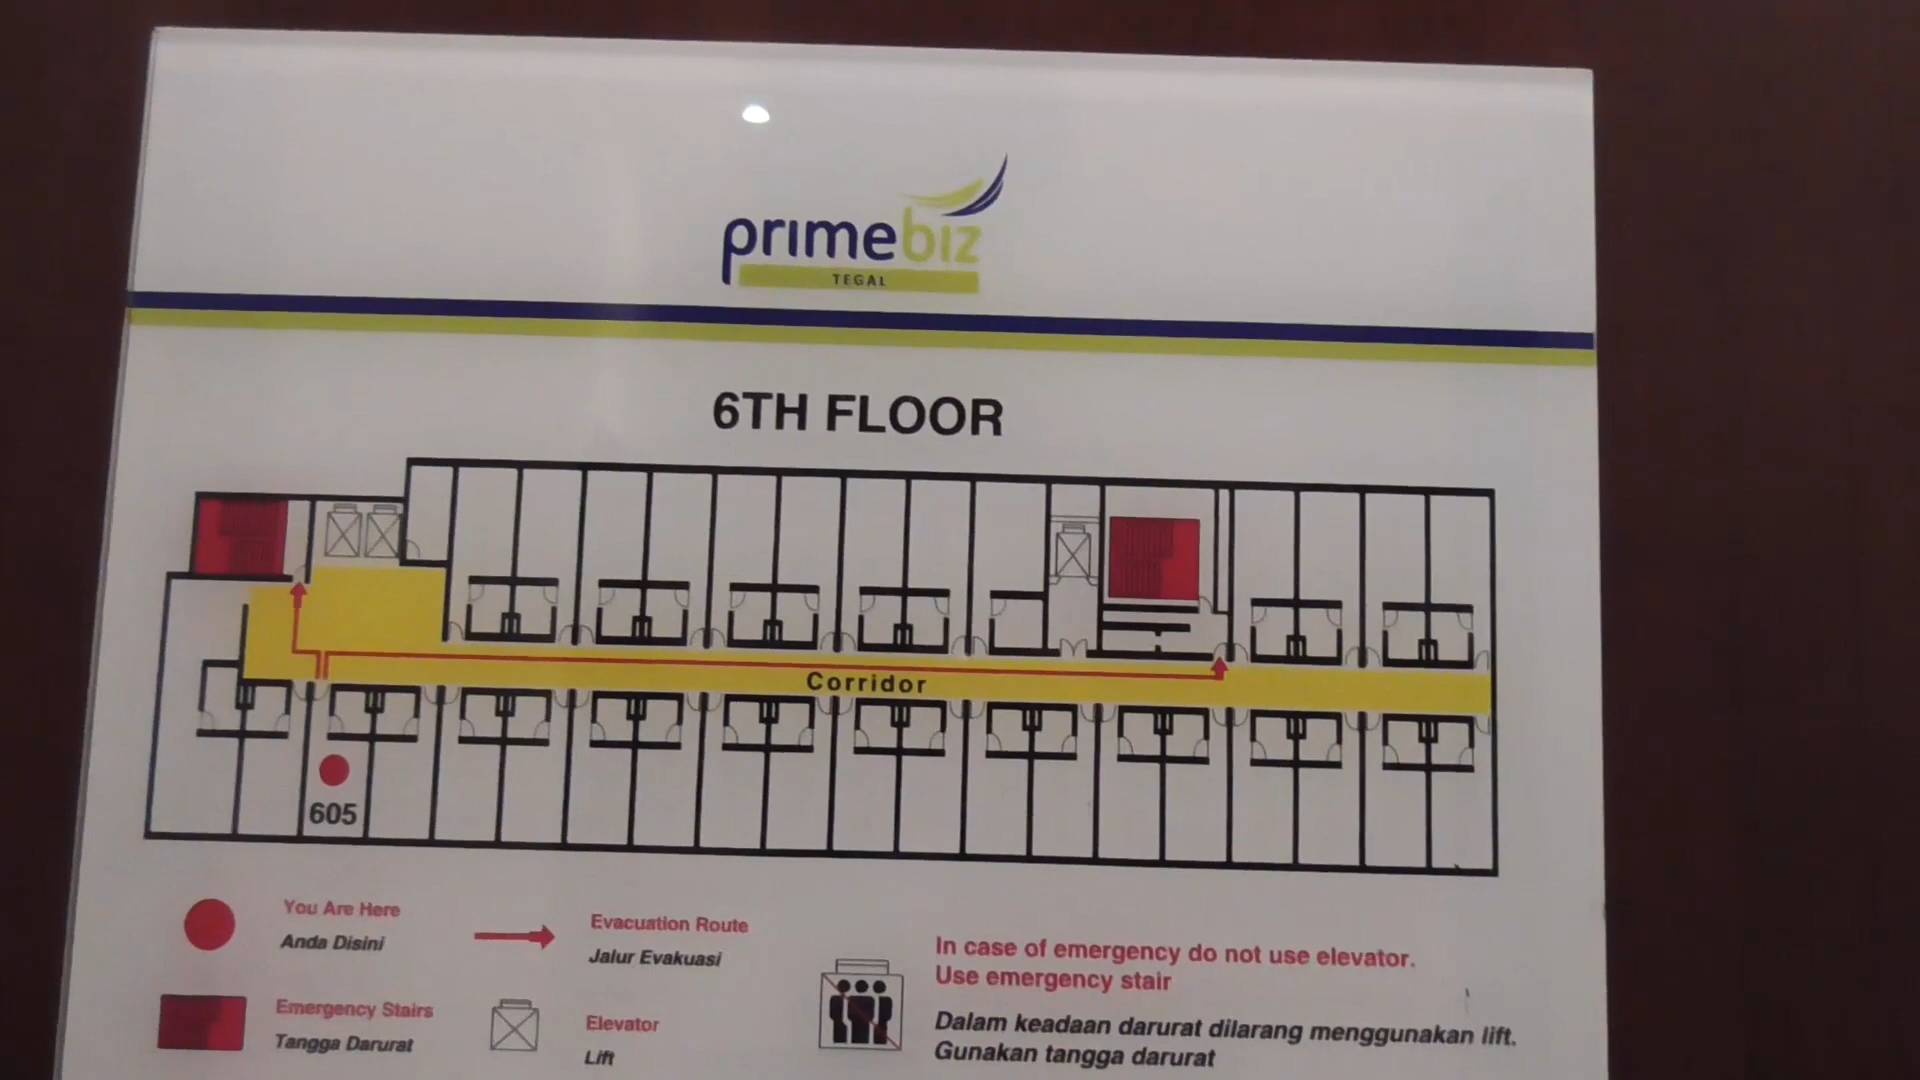 primebiz
TEGAL
6TH FLOOR
Corridor
605
You Are Here
Anda Disini
Evacuation Route
Jalur Evakuasi
Emergency Stairs
Tangga Darurat
Elevator
Lift
In case of emergency do not use elevator.
Use emergency stair
Dalam keadaan darurat dilarang menggunakan lift.
Gunakan tangga darurat